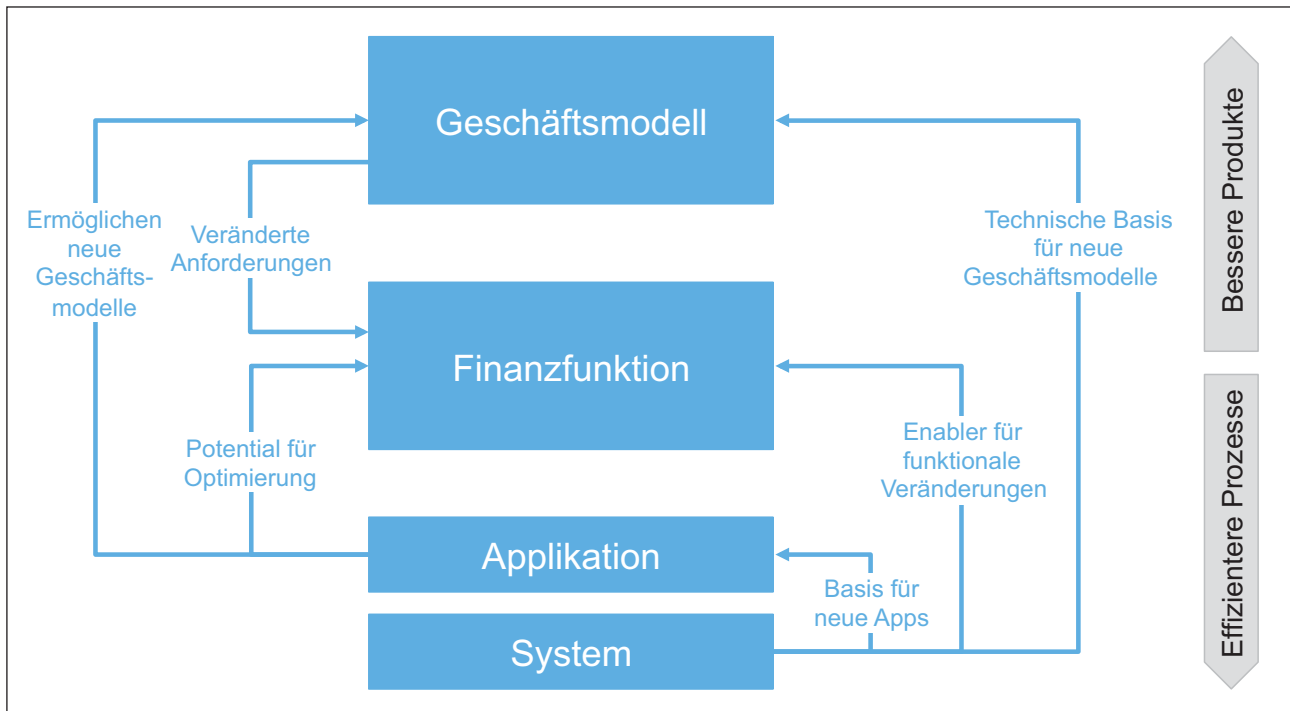 Geschäftsmodell
Ermöglichen
neue
Geschäfts-
modelle
Veränderte
Anforderungen
Technische Basis
für neue
Geschäftsmodelle
Finanzfunktion
Potential für
Optimierung
Enabler für
funktionale
Veränderungen
Applikation
Basis für
neue Apps
System
Bessere Produkte
Effizientere Prozesse